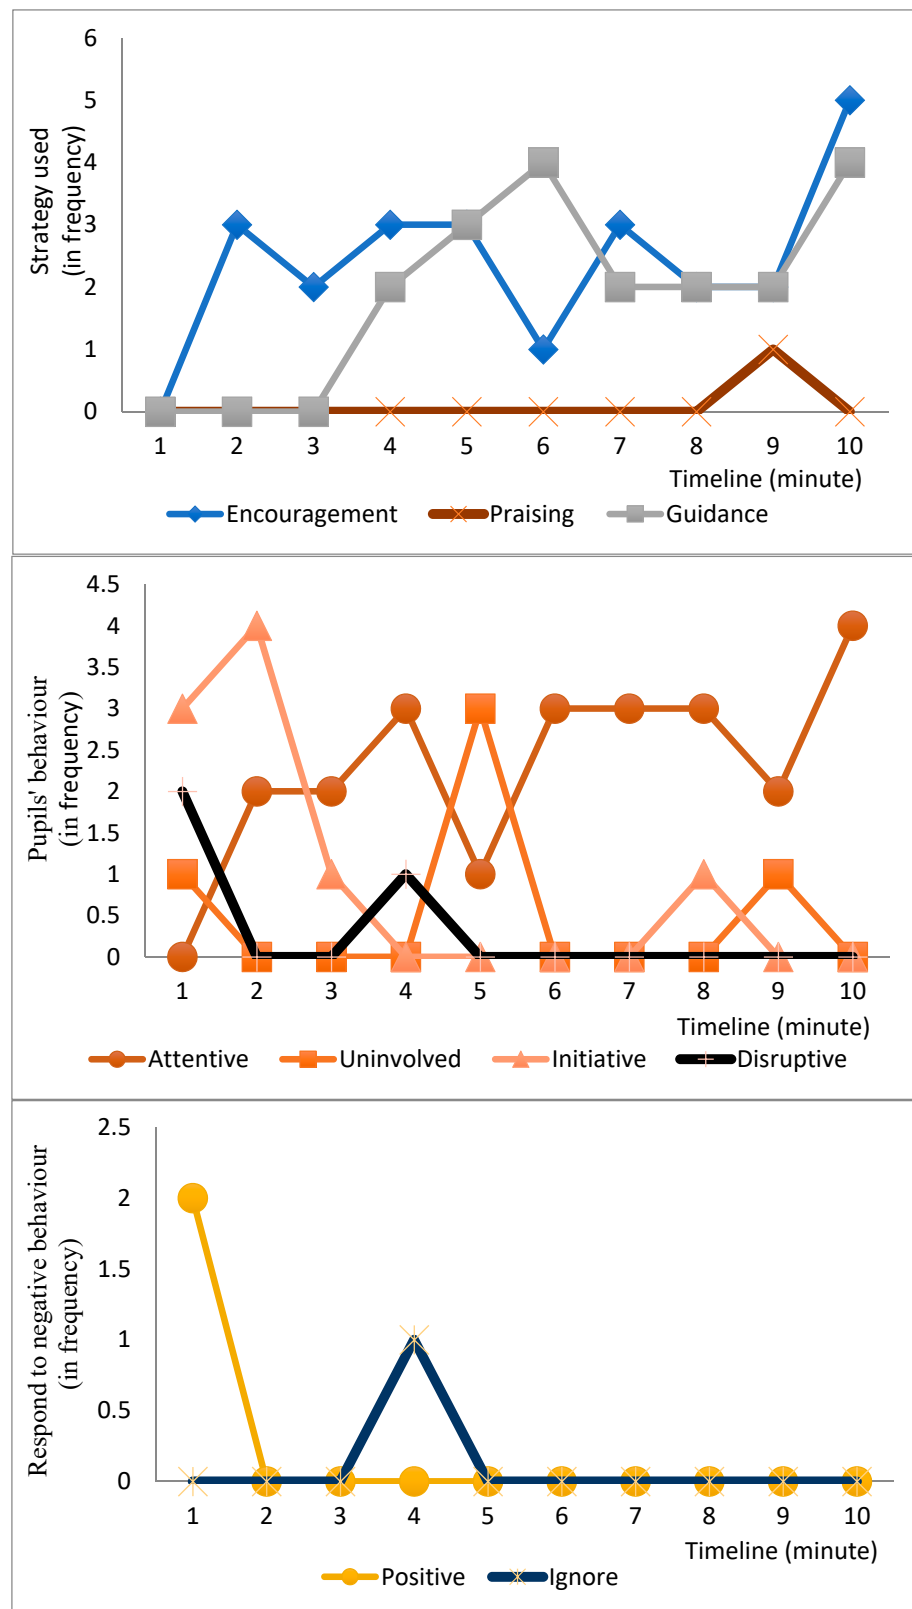 6
5
4
3
2
1
0
Strategy used
(in frequency)
1 2 3 4 5 6 7 8 9 10
Timeline (minute)
Encouragement Praising Guidance
4.5
4
3.5
3
2.5
2
1.5
1
0.5
0
Pupils' behaviour
(in frequency)
1 2 3 4 5 6 7 8 9 10
Timeline (minute)
Attentive Uninvolved Initiative Disruptive
2.5
2
1.5
1
0.5
0
Respond to negative behaviour
(in frequency)
1 2 3 4 5 6 7 8 9 10
Timeline (minute)
Positive Ignore